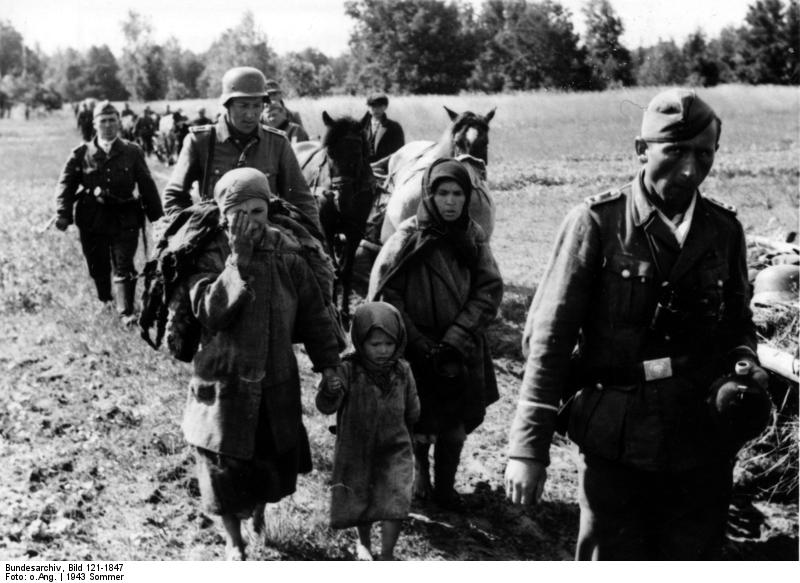 Bundesarchiv, Bild 121-1847
Foto: o.Ang. | 1943 Sommer